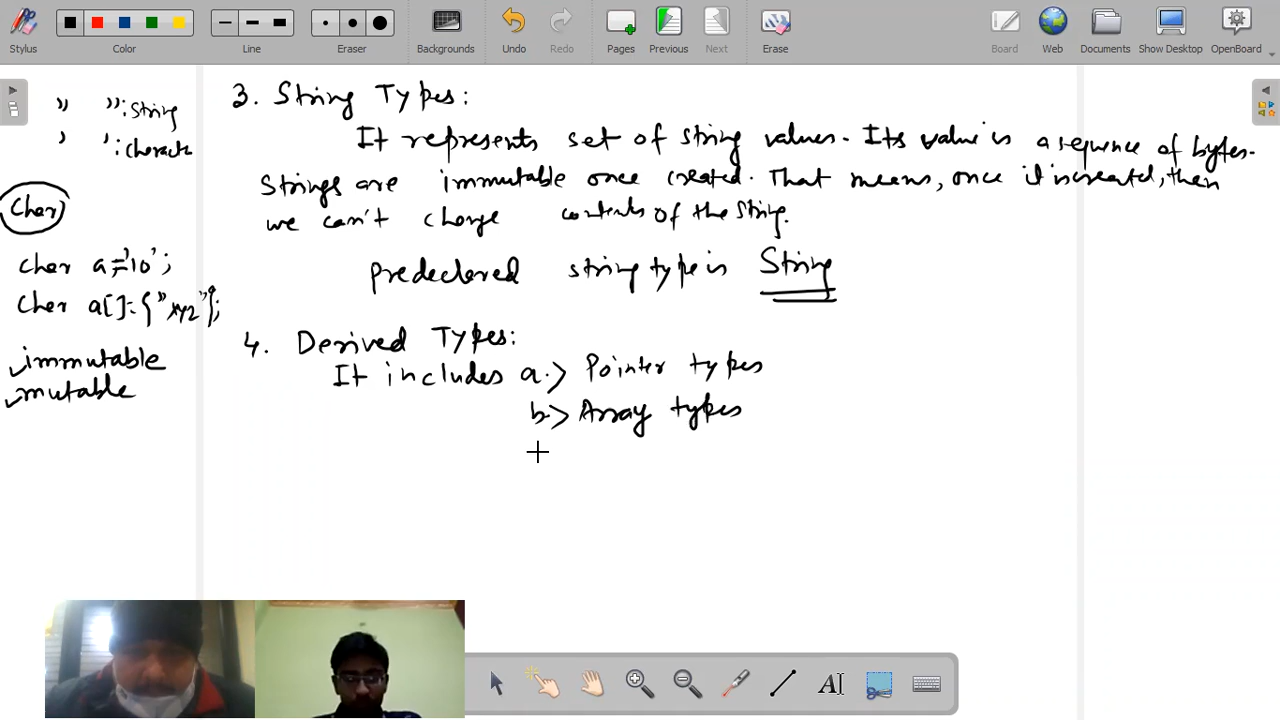 Stylus
Color
Line
Eraser
Backgrounds
Undo
Redo
Pages
Previous
Next
Erase
Board
Web
Documents
Show Desktop
OpenBoard
" ": String
' ': characte
Char
char a='10';
Char a[]={"xyz"};
immutable
mutable
3. String Types:
It represents set of string values. Its value is a sequence of bytes.
Strings are immutable once created. That means, once it is created, then
we can't change contents of the string.
predeclared string type is String
4. Derived Types:
It includes a.> Pointer types
b> Array types